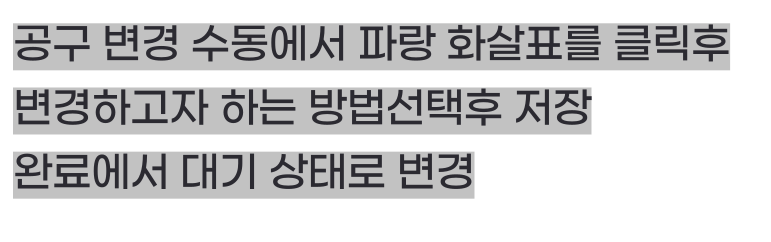 공구 변경 수동에서 파랑 화살표를 클릭후
변경하고자 하는 방법선택후 저장
완료에서 대기 상태로 변경